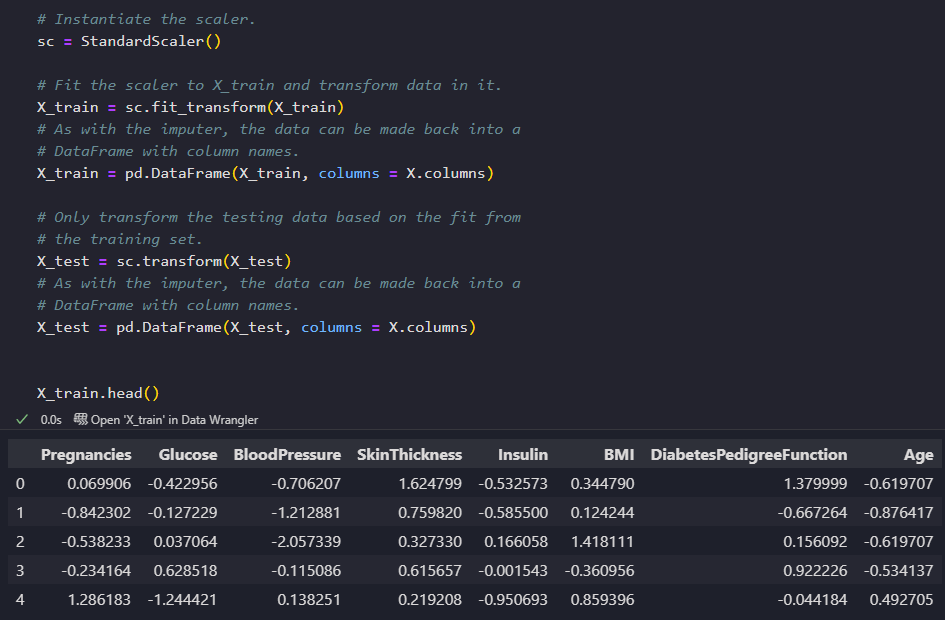 # Instantiate the scaler.
sc = StandardScaler()
# Fit the scaler to X_train and transform data in it.
X_train = sc.fit_transform(X_train)
# As with the imputer, the data can be made back into a
# DataFrame with column names.
X_train = pd.DataFrame(X_train, columns = X.columns)
# Only transform the testing data based on the fit from
# the training set.
X_test = sc.transform(X_test)
# As with the imputer, the data can be made back into a
# DataFrame with column names.
X_test = pd.DataFrame(X_test, columns = X.columns)
X_train.head()
0.0s Open 'X_train' in Data Wrangler
Pregnancies Glucose BloodPressure SkinThickness Insulin BMI DiabetesPedigreeFunction Age
0 0.069906 -0.422956 -0.706207 1.624799 -0.532573 0.344790 1.379999 -0.619707
1 -0.842302 -0.127229 -1.212881 0.759820 -0.585500 0.124244 -0.667264 -0.876417
2 -0.538233 0.037064 -2.057339 0.327330 0.166058 1.418111 0.156092 -0.619707
3 -0.234164 0.628518 -0.115086 0.615657 -0.001543 -0.360956 0.922226 -0.534137
4 1.286183 -1.244421 0.138251 0.219208 -0.950693 0.859396 -0.044184 0.492705